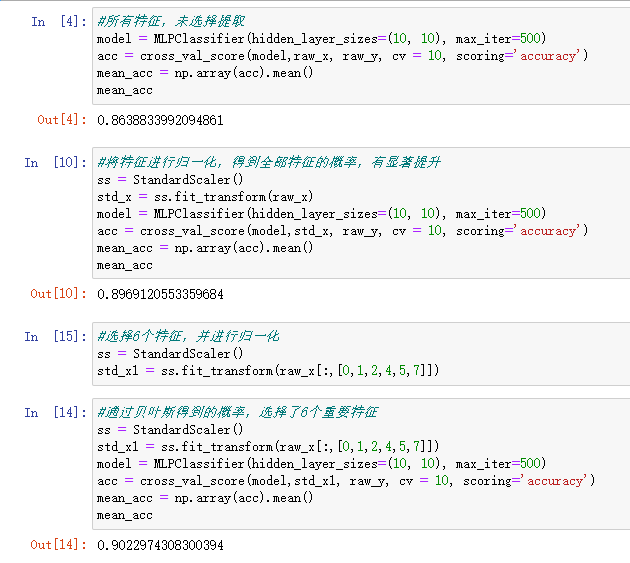 In [4]: #所有特征，未选择提取
model = MLPClassifier(hidden_layer_sizes=(10, 10), max_iter=500)
acc = cross_val_score(model,raw_x, raw_y, cv = 10, scoring='accuracy')
mean_acc = np.array(acc).mean()
mean_acc
Out[4]: 0.8638833992094861
In [10]: #将特征进行归一化，得到全部特征的概率，有显著提升
ss = StandardScaler()
std_x = ss.fit_transform(raw_x)
model = MLPClassifier(hidden_layer_sizes=(10, 10), max_iter=500)
acc = cross_val_score(model,std_x, raw_y, cv = 10, scoring='accuracy')
mean_acc = np.array(acc).mean()
mean_acc
Out[10]: 0.8969120553359684
In [15]: #选择6个特征，并进行归一化
ss = StandardScaler()
std_x1 = ss.fit_transform(raw_x[:,[0,1,2,4,5,7]])
In [14]: #通过贝叶斯得到的概率，选择了6个重要特征
ss = StandardScaler()
std_x1 = ss.fit_transform(raw_x[:,[0,1,2,4,5,7]])
model = MLPClassifier(hidden_layer_sizes=(10, 10), max_iter=500)
acc = cross_val_score(model,std_x1, raw_y, cv = 10, scoring='accuracy')
mean_acc = np.array(acc).mean()
mean_acc
Out[14]: 0.9022974308300394